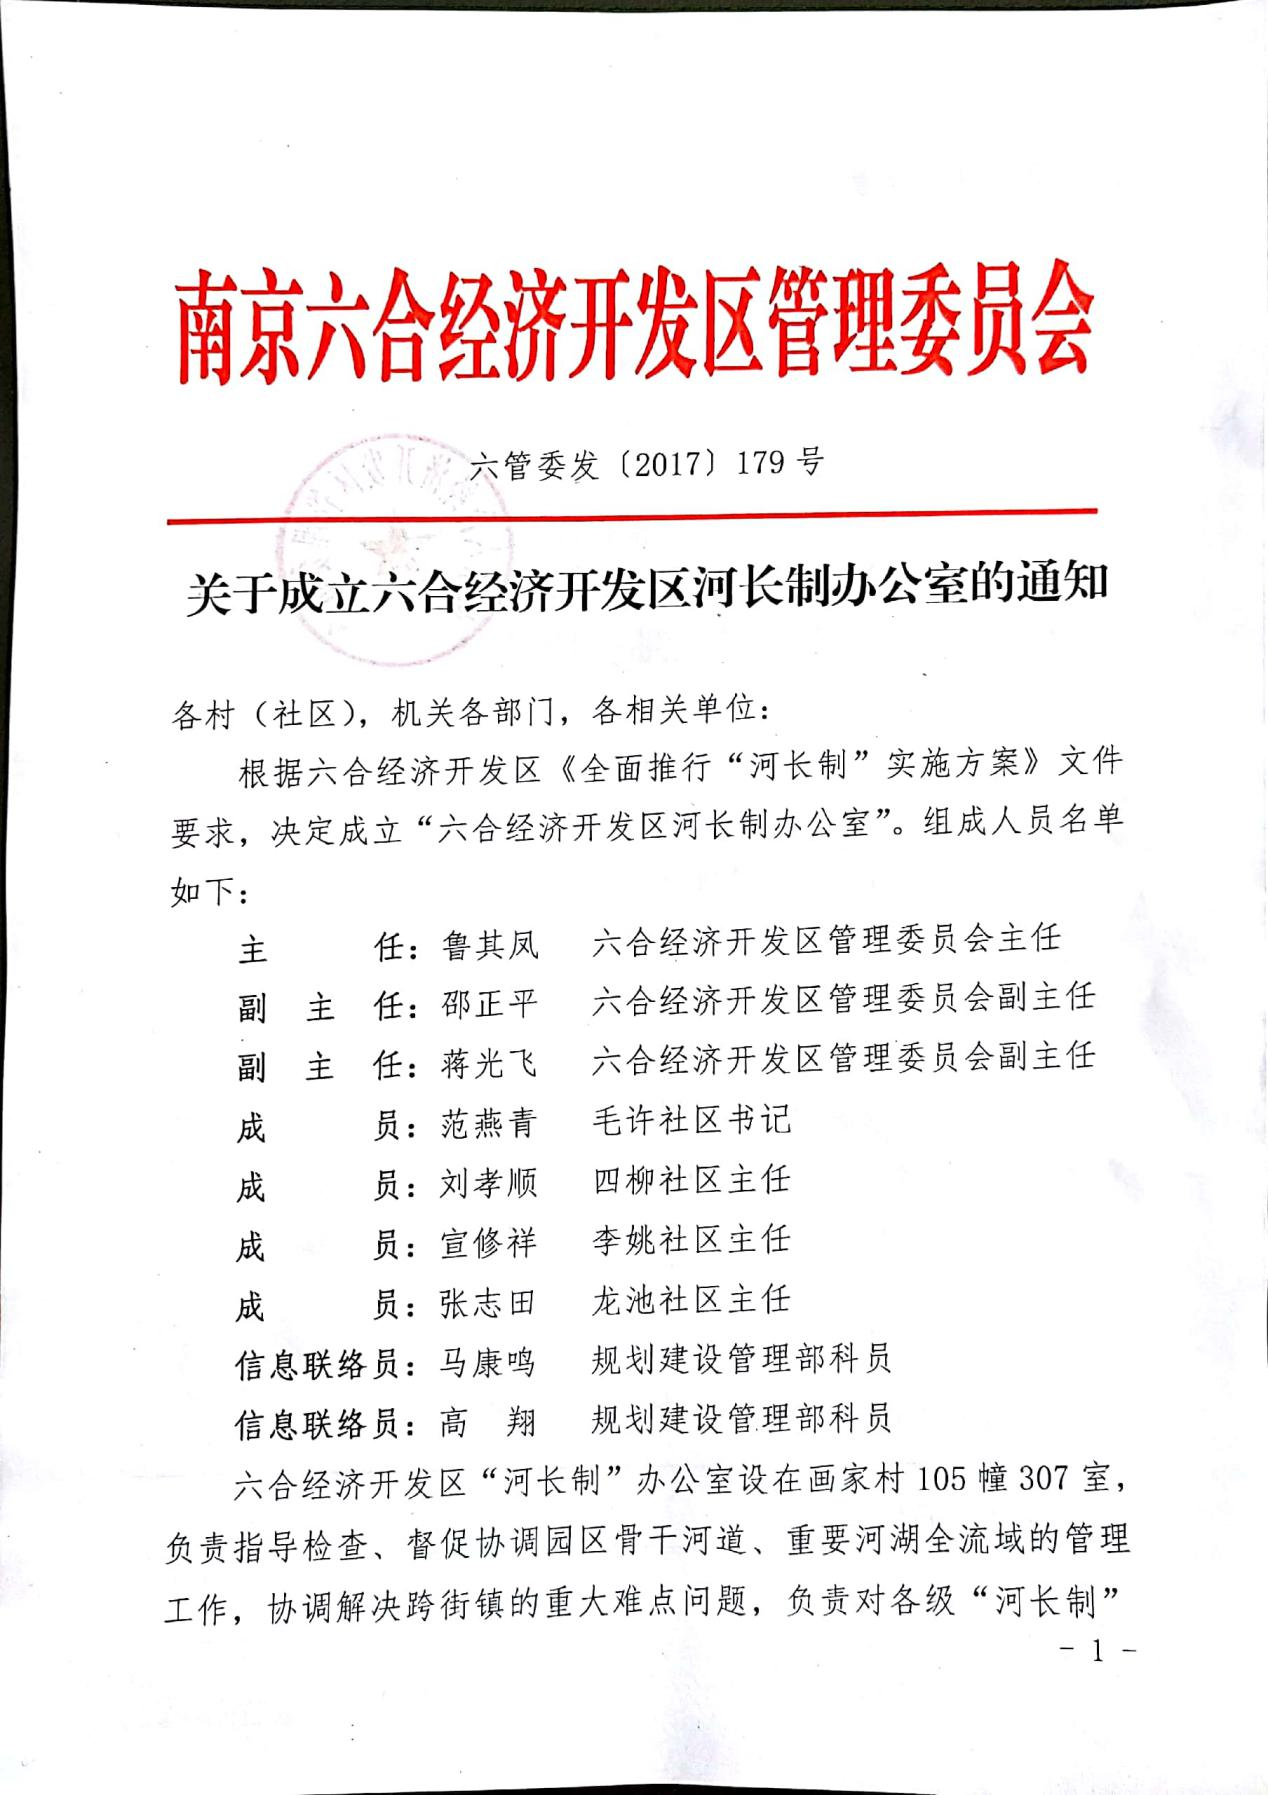 南京六合经济开发区管理委员会
六管委发〔2017〕179号
关于成立六合经济开发区河长制办公室的通知
各村（社区），机关各部门，各相关单位：
根据六合经济开发区《全面推行“河长制”实施方案》文件
要求，决定成立“六合经济开发区河长制办公室”。组成人员名单
如下：
主 任：鲁其凤 六合经济开发区管理委员会主任
副 主 任：邵正平 六合经济开发区管理委员会副主任
副 主 任：蒋光飞 六合经济开发区管理委员会副主任
成 员：范燕青 毛许社区书记
成 员：刘孝顺 四柳社区主任
成 员：宣修祥 李姚社区主任
成 员：张志田 龙池社区主任
信息联络员：马康鸣 规划建设管理部科员
信息联络员：高 翔 规划建设管理部科员
六合经济开发区“河长制”办公室设在画家村105幢307室，
负责指导检查、督促协调园区骨干河道、重要河湖全流域的管理
工作，协调解决跨街镇的重大难点问题，负责对各级“河长制”
- 1 -